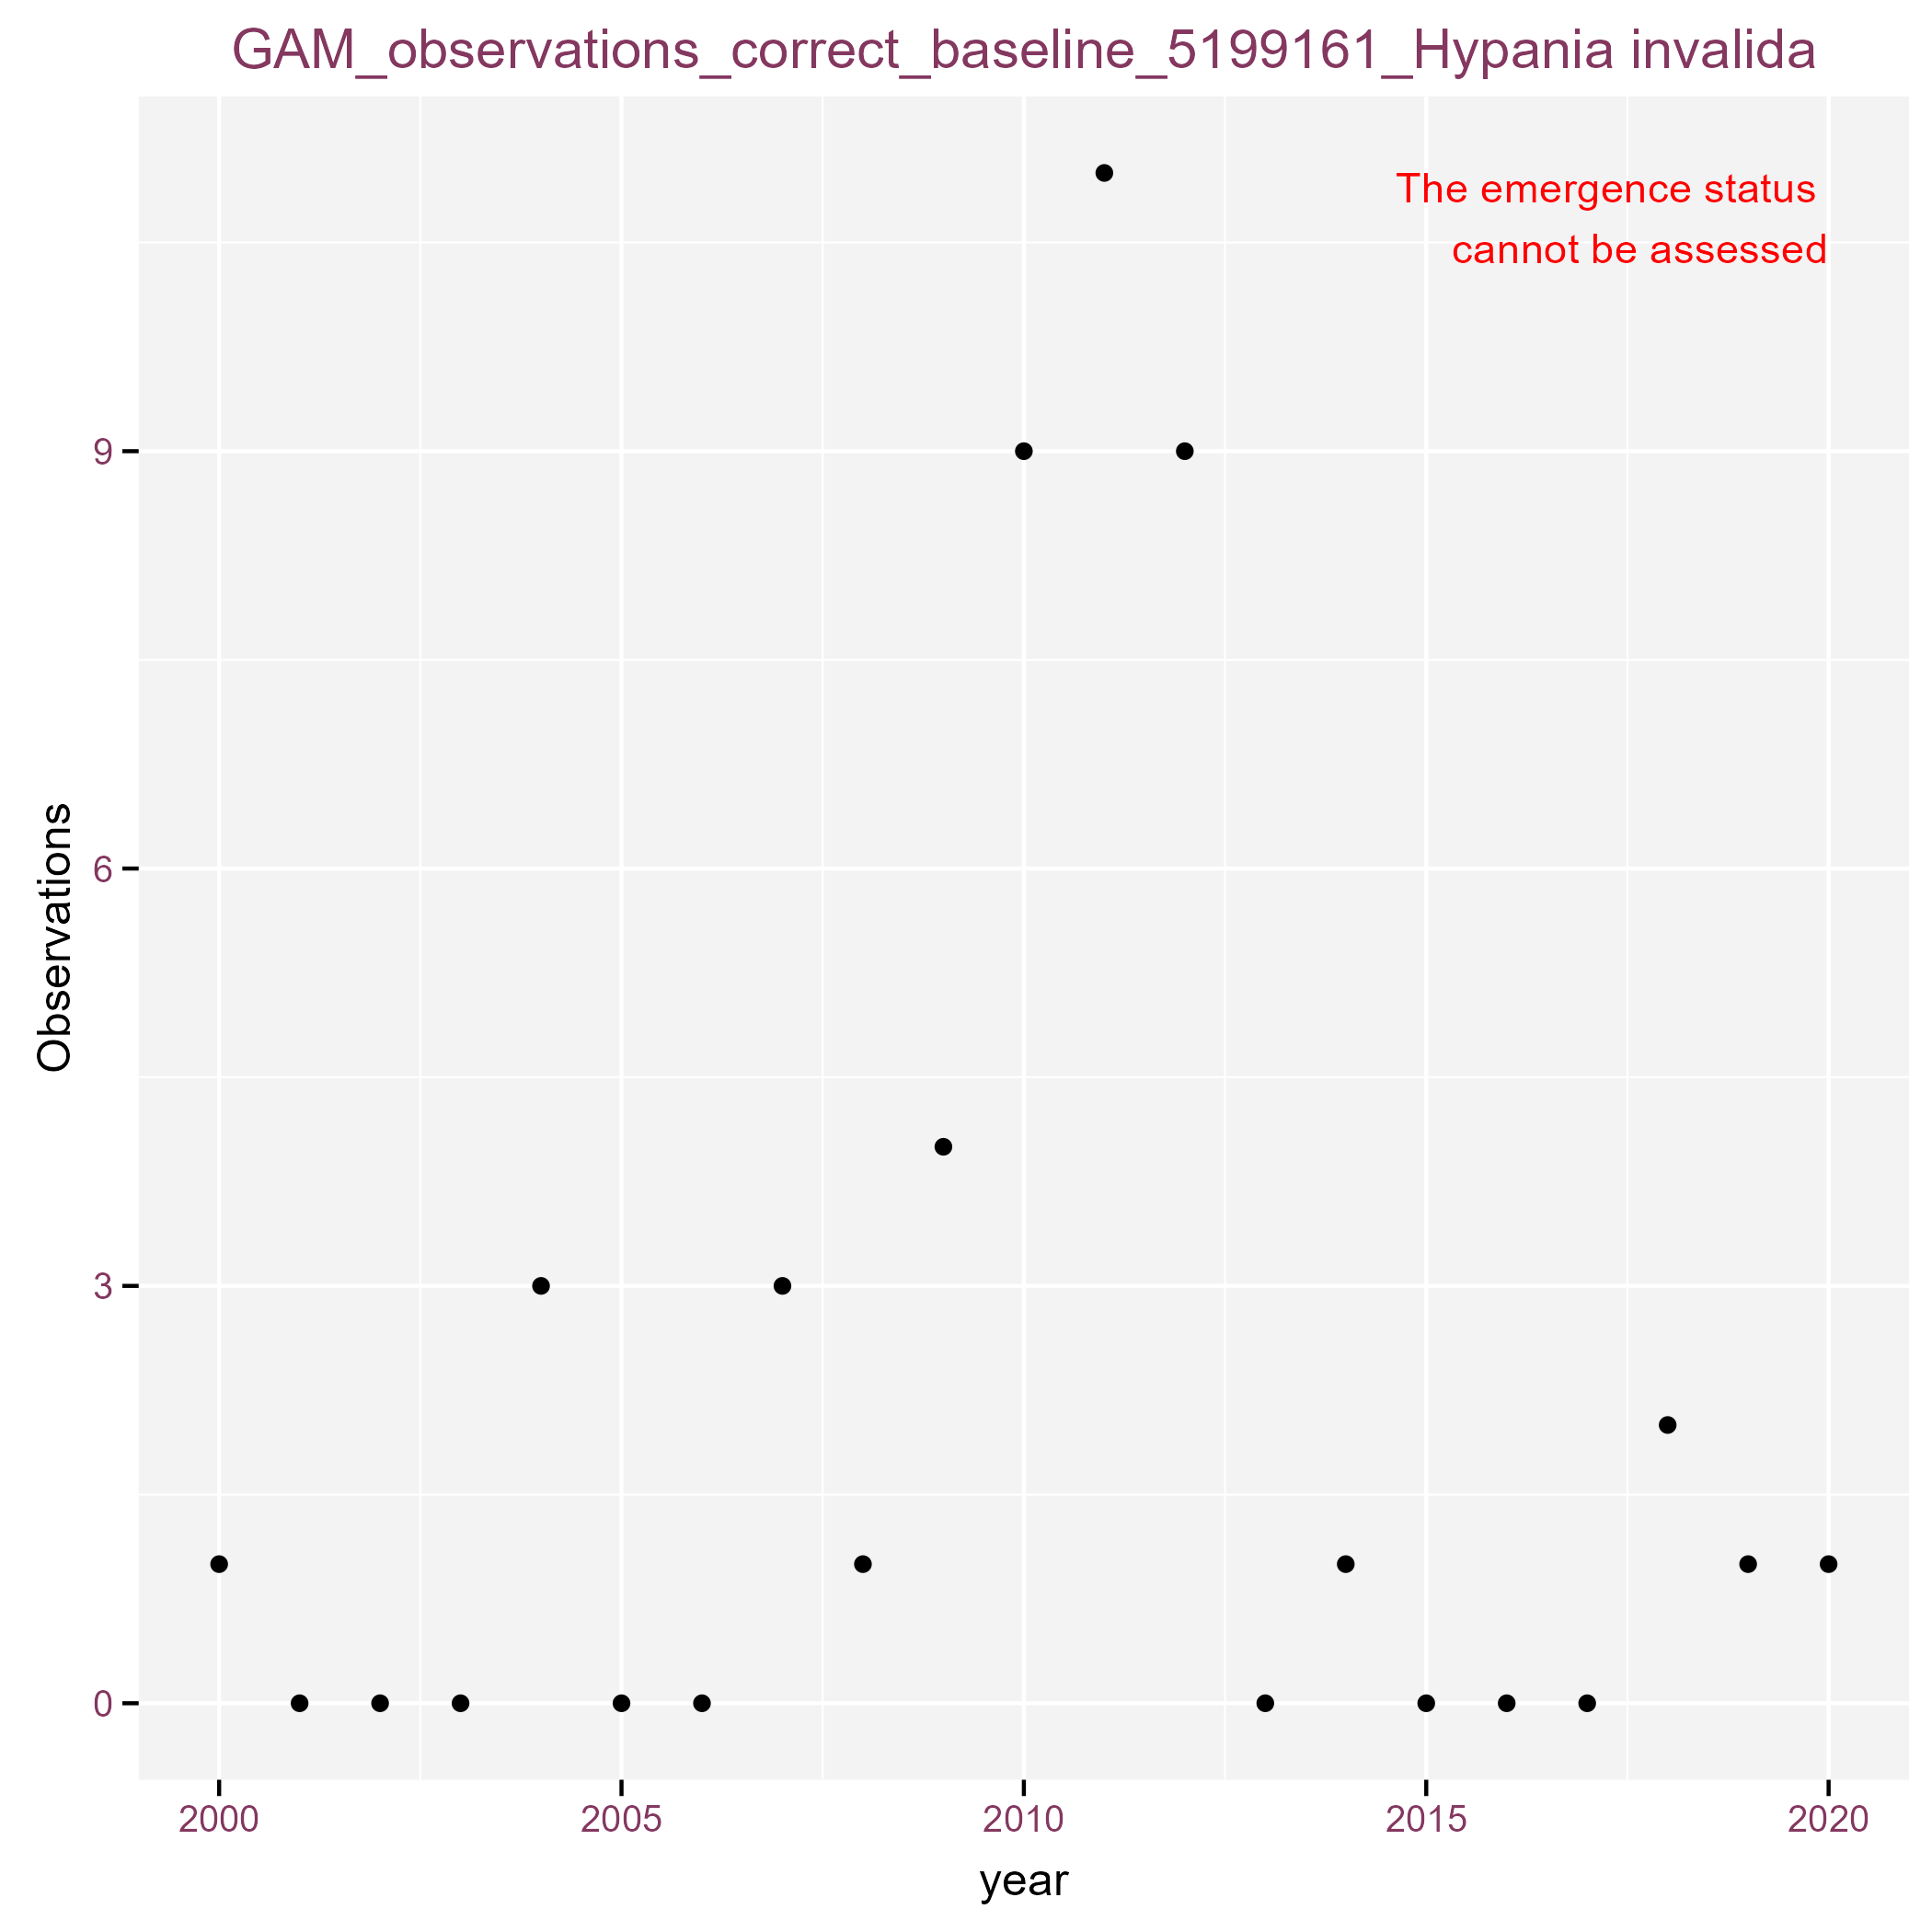 GAM_observations_correct_baseline_5199161_Hypania invalida
The emergence status
cannot be assessed
9
6
3
0
Observations
2000 2005 2010 2015 2020
year